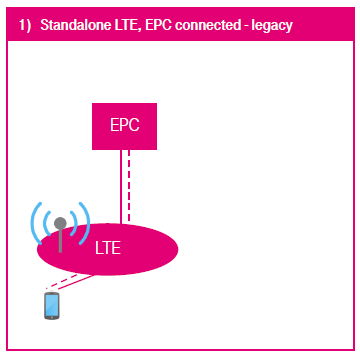 1) Standalone LTE, EPC connected - legacy
EPC
LTE